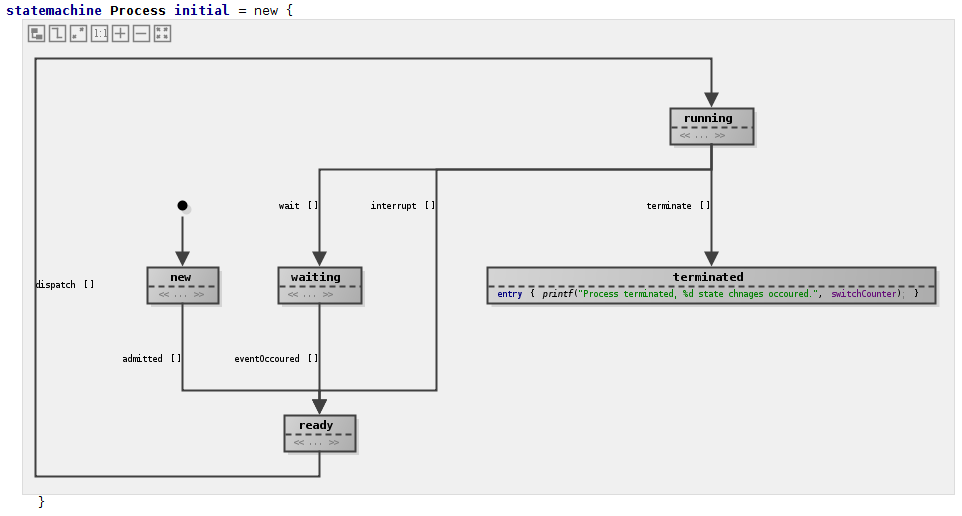 statemachine Process initial = new {
1:1
running
<< ... >>
wait []
interrupt []
terminate []
dispatch []
new
<< ... >>
waiting
<< ... >>
terminated
entry { printf("Process terminated, %d state chnages occoured.", switchCounter); }
admitted []
eventOccoured []
ready
<< ... >>
}